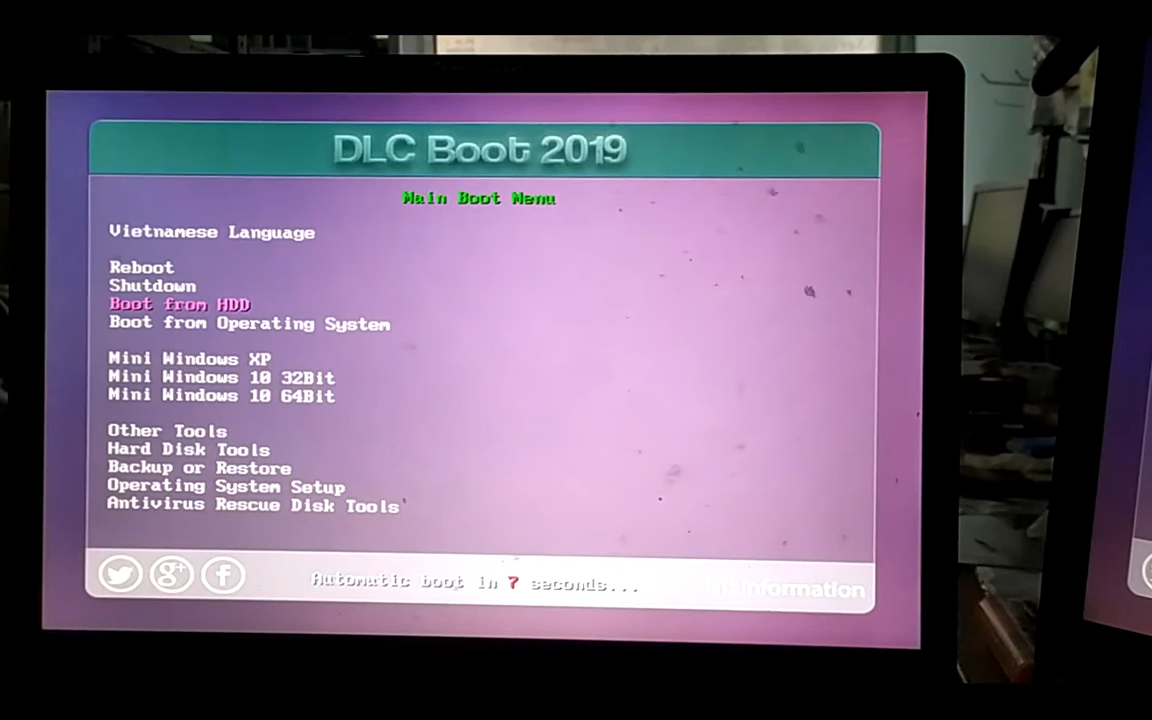 DLC Boot 2019
Main Boot Menu
Vietnamese Language
Reboot
Shutdown
Boot from HDD
Boot from Operating System
Mini Windows XP
Mini Windows 10 32Bit
Mini Windows 10 64Bit
Other Tools
Hard Disk Tools
Backup or Restore
Operating System Setup
Antivirus Rescue Disk Tools
g+ f
Automatic boot in 7 seconds...
information